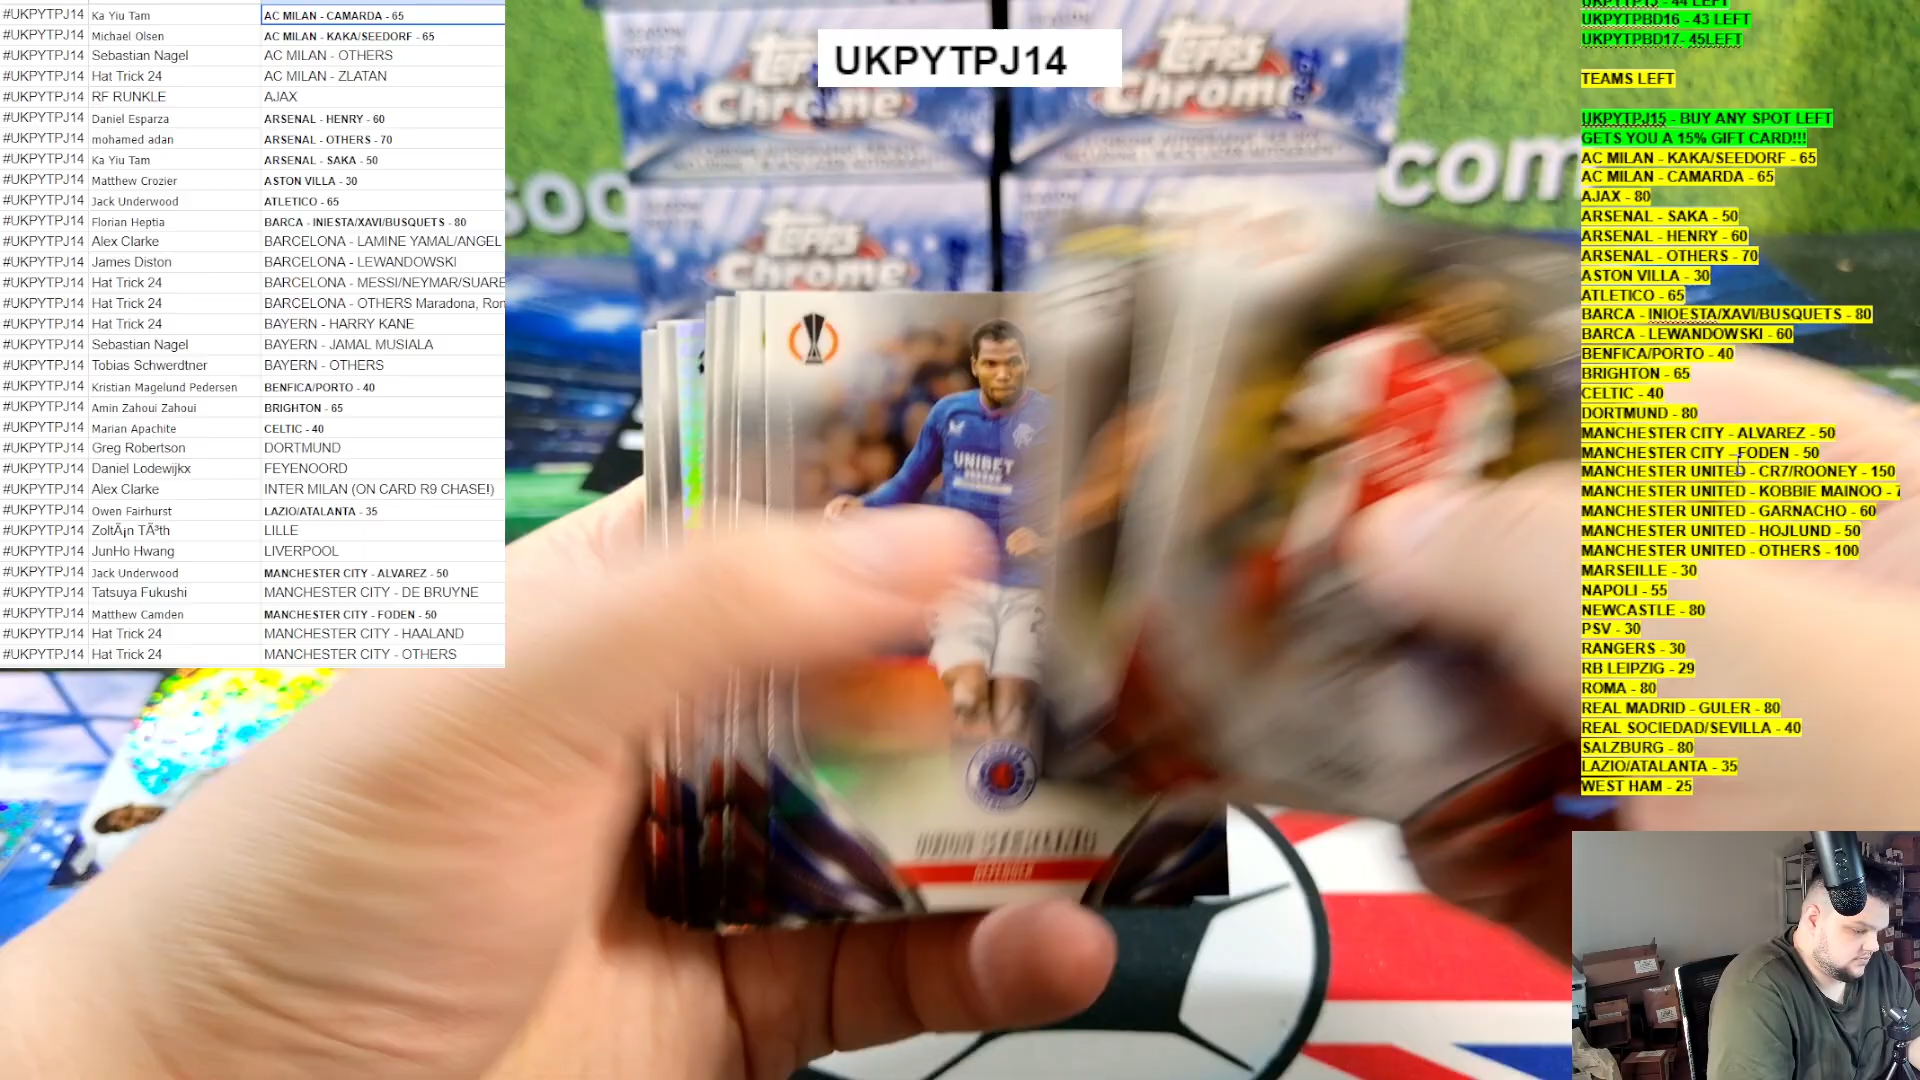 #UKPYTPJ14 Ka Yiu Tam AC MILAN - CAMARDA - 65
#UKPYTPJ14 Michael Olsen AC MILAN - KAKA/SEEDORF - 65
#UKPYTPJ14 Sebastian Nagel AC MILAN - OTHERS
#UKPYTPJ14 Hat Trick 24 AC MILAN - ZLATAN
#UKPYTPJ14 RF RUNKLE AJAX
#UKPYTPJ14 Daniel Esparza ARSENAL - HENRY - 60
#UKPYTPJ14 mohamed adan ARSENAL - OTHERS - 70
#UKPYTPJ14 Ka Yiu Tam ARSENAL - SAKA - 50
#UKPYTPJ14 Matthew Crozier ASTON VILLA - 30
#UKPYTPJ14 Jack Underwood ATLETICO - 65
#UKPYTPJ14 Florian Heptia BARCA - INIESTA/XAVI/BUSQUETS - 80
#UKPYTPJ14 Alex Clarke BARCELONA - LAMINE YAMAL/ANGEL
#UKPYTPJ14 James Diston BARCELONA - LEWANDOWSKI
#UKPYTPJ14 Hat Trick 24 BARCELONA - MESSI/NEYMAR/SUARE
#UKPYTPJ14 Hat Trick 24 BARCELONA - OTHERS Maradona, Ron
#UKPYTPJ14 Hat Trick 24 BAYERN - HARRY KANE
#UKPYTPJ14 Sebastian Nagel BAYERN - JAMAL MUSIALA
#UKPYTPJ14 Tobias Schwerdtner BAYERN - OTHERS
#UKPYTPJ14 Kristian Magelund Pedersen BENFICA/PORTO - 40
#UKPYTPJ14 Amin Zahoui Zahoui BRIGHTON - 65
#UKPYTPJ14 Marian Apachite CELTIC - 40
#UKPYTPJ14 Greg Robertson DORTMUND
#UKPYTPJ14 Daniel Lodewijkx FEYENOORD
#UKPYTPJ14 Alex Clarke INTER MILAN (ON CARD R9 CHASE!)
#UKPYTPJ14 Owen Fairhurst LAZIO/ATALANTA - 35
#UKPYTPJ14 ZoltÃ¡n TÃ³th LILLE
#UKPYTPJ14 JunHo Hwang LIVERPOOL
#UKPYTPJ14 Jack Underwood MANCHESTER CITY - ALVAREZ - 50
#UKPYTPJ14 Tatsuya Fukushi MANCHESTER CITY - DE BRUYNE
#UKPYTPJ14 Matthew Camden MANCHESTER CITY - FODEN - 50
#UKPYTPJ14 Hat Trick 24 MANCHESTER CITY - HAALAND
#UKPYTPJ14 Hat Trick 24 MANCHESTER CITY - OTHERS
UKPYTPJ14
Topps Chrome
Topps Chrome
Topps Chrome
Topps Chrome
soc
com
UNIBET
DEFENDER
UKPYTPBD16 - 43 LEFT
UKPYTPBD17- 45LEFT
TEAMS LEFT
UKPYTPJ15 - BUY ANY SPOT LEFT
GETS YOU A 15% GIFT CARD!!!
AC MILAN - KAKA/SEEDORF - 65
AC MILAN - CAMARDA - 65
AJAX - 80
ARSENAL - SAKA - 50
ARSENAL - HENRY - 60
ARSENAL - OTHERS - 70
ASTON VILLA - 30
ATLETICO - 65
BARCA - INIOESTA/XAVI/BUSQUETS - 80
BARCA - LEWANDOWSKI - 60
BENFICA/PORTO - 40
BRIGHTON - 65
CELTIC - 40
DORTMUND - 80
MANCHESTER CITY - ALVAREZ - 50
MANCHESTER CITY - FODEN - 50
MANCHESTER UNITED - CR7/ROONEY - 150
MANCHESTER UNITED - KOBBIE MAINOO -
MANCHESTER UNITED - GARNACHO - 60
MANCHESTER UNITED - HOJLUND - 50
MANCHESTER UNITED - OTHERS - 100
MARSEILLE - 30
NAPOLI - 55
NEWCASTLE - 80
PSV - 30
RANGERS - 30
RB LEIPZIG - 29
ROMA - 80
REAL MADRID - GULER - 80
REAL SOCIEDAD/SEVILLA - 40
SALZBURG - 80
LAZIO/ATALANTA - 35
WEST HAM - 25